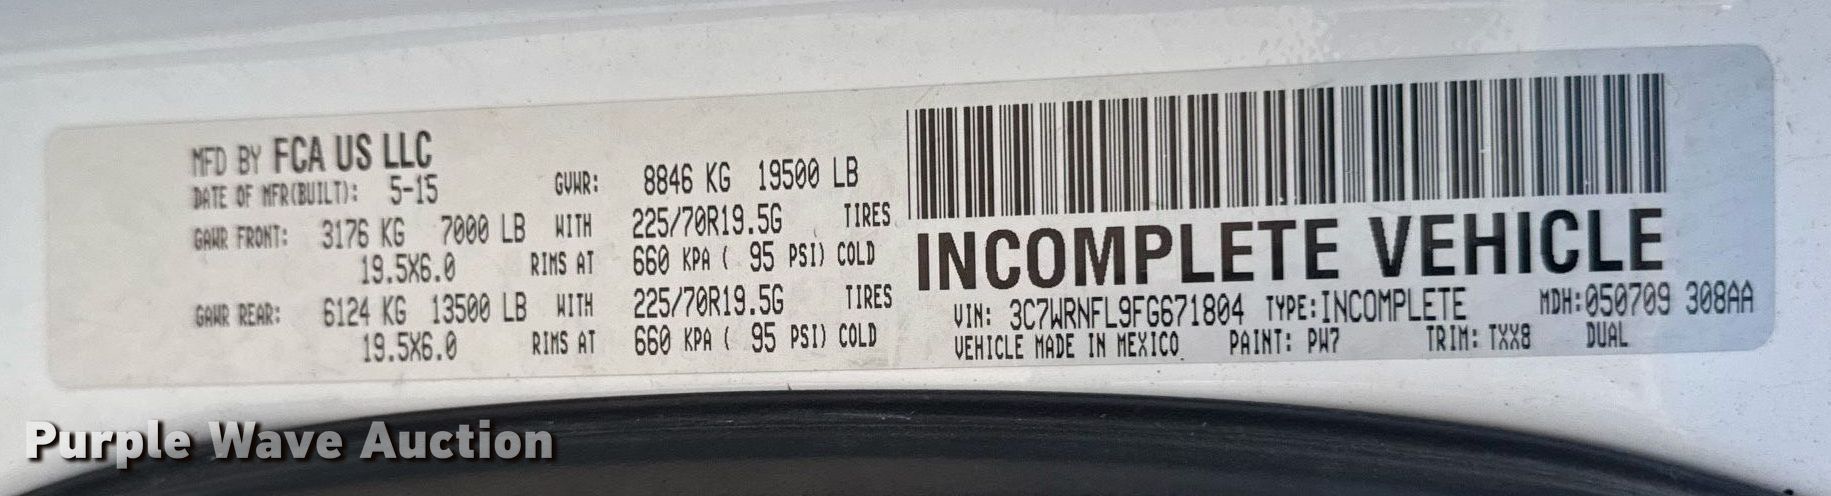 MFD BY FCA US LLC
DATE OF MFR(BUILT): 5-15 GVWR: 8846 KG 19500 LB
GAWR FRONT: 3176 KG 7000 LB WITH 225/70R19.5G TIRES
19.5X6.0 RIMS AT 660 KPA ( 95 PSI) COLD
GAWR REAR: 6124 KG 13500 LB WITH 225/70R19.5G TIRES
19.5X6.0 RIMS AT 660 KPA ( 95 PSI) COLD
INCOMPLETE VEHICLE
VIN: 3C7WRNFL9FG671804 TYPE:INCOMPLETE MDH:050709 308AA
VEHICLE MADE IN MEXICO PAINT: PW7 TRIM: TXX8 DUAL
Purple Wave Auction